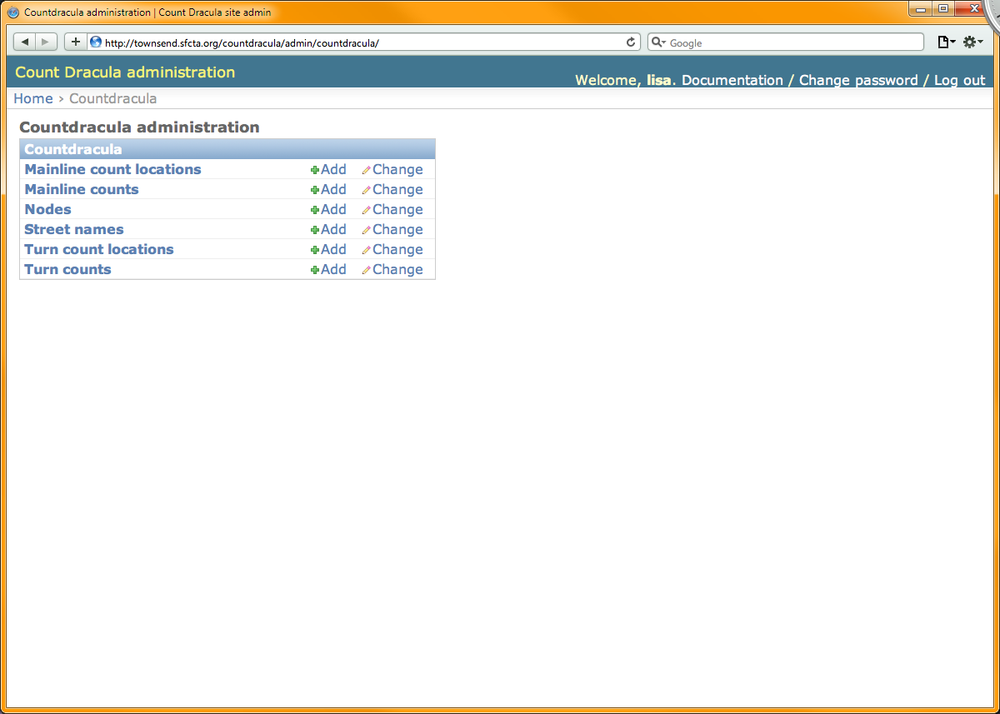 Countdracula administration | Count Dracula site admin
http://townsend.sfcta.org/countdracula/admin/countdracula/ Google
Count Dracula administration
Welcome, lisa. Documentation / Change password / Log out
Home › Countdracula
Countdracula administration
Countdracula
Mainline count locations Add Change
Mainline counts Add Change
Nodes Add Change
Street names Add Change
Turn count locations Add Change
Turn counts Add Change